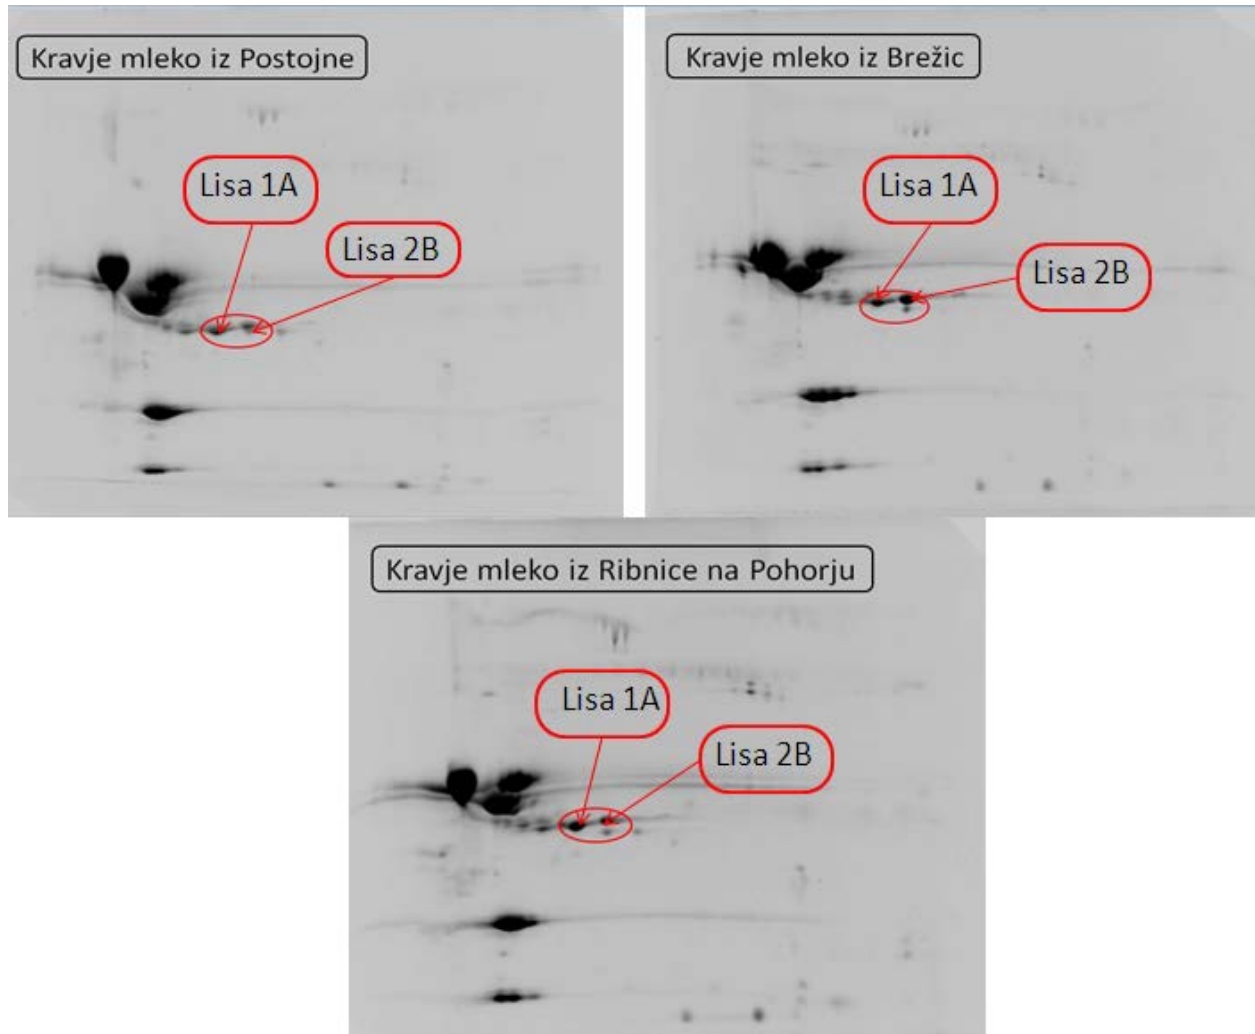 Kravje mleko iz Postojne
Lisa 1A
Lisa 2B
Kravje mleko iz Brežic
Lisa 1A
Lisa 2B
Kravje mleko iz Ribnice na Pohorju
Lisa 1A
Lisa 2B